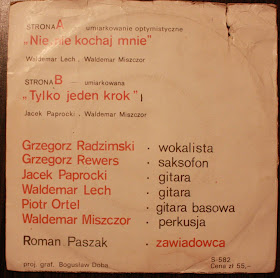 STRONA A — umiarkowanie optymistyczne
„Nie nie kochaj mnie"
Waldemar Lech . Waldemar Miszczor
STRONA B — umiarkowana
„Tylko jeden krok"
Jacek Paprocki . Waldemar Miszczor
Grzegorz Radzimski · wokalista
Grzegorz Rewers · saksofon
Jacek Paprocki · gitara
Waldemar Lech · gitara
Piotr Ortel · gitara basowa
Waldemar Miszczor · perkusja
Roman Paszak · zawiadowca
S-582
Cena zł 55,-
proj. graf. Bogusław Doba